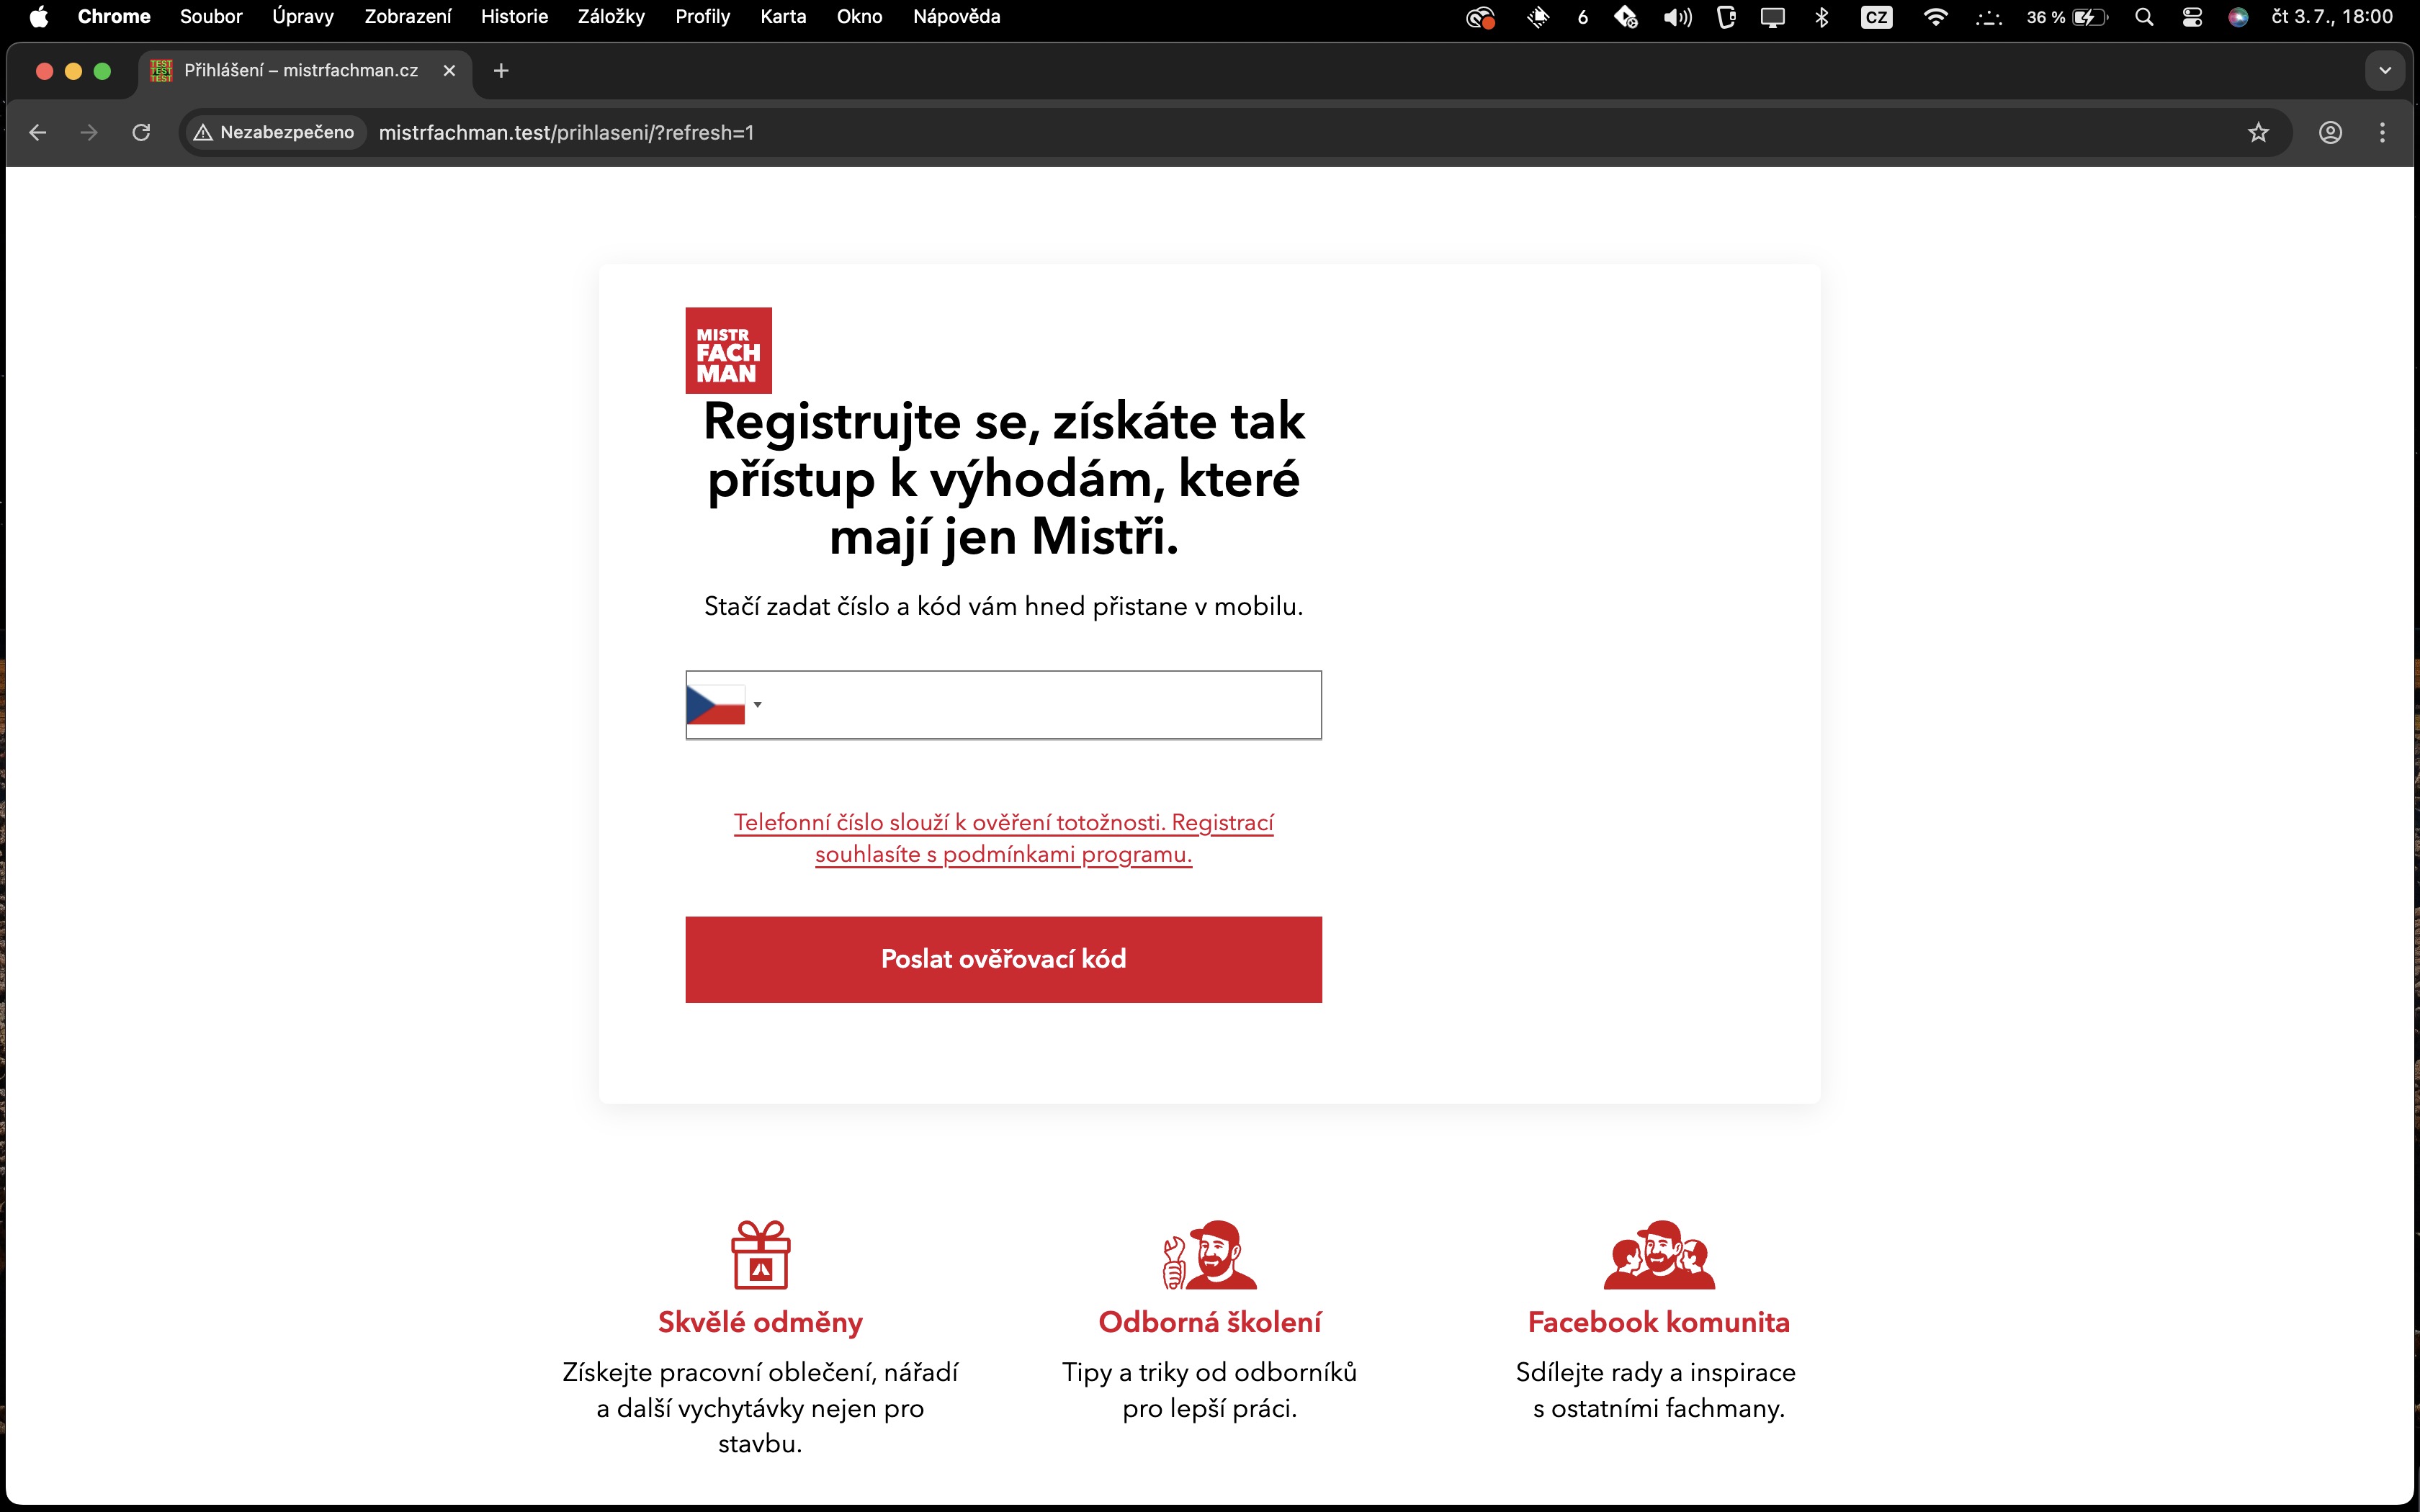 Chrome Soubor Úpravy Zobrazení Historie Záložky Profily Karta Okno Nápověda 6 CZ 36 % čt 3. 7., 18:00
TEST TEST TEST Přihlášení – mistrfachman.cz
Nezabezpečeno mistrfachman.test/prihlaseni/?refresh=1
MISTR
FACH
MAN
Registrujte se, získáte tak
přístup k výhodám, které
mají jen Mistři.
Stačí zadat číslo a kód vám hned přistane v mobilu.
Telefonní číslo slouží k ověření totožnosti. Registrací
souhlasíte s podmínkami programu.
Poslat ověřovací kód
Skvělé odměny
Získejte pracovní oblečení, nářadí
a další vychytávky nejen pro
stavbu.
Odborná školení
Tipy a triky od odborníků
pro lepší práci.
Facebook komunita
Sdílejte rady a inspirace
s ostatními fachmany.